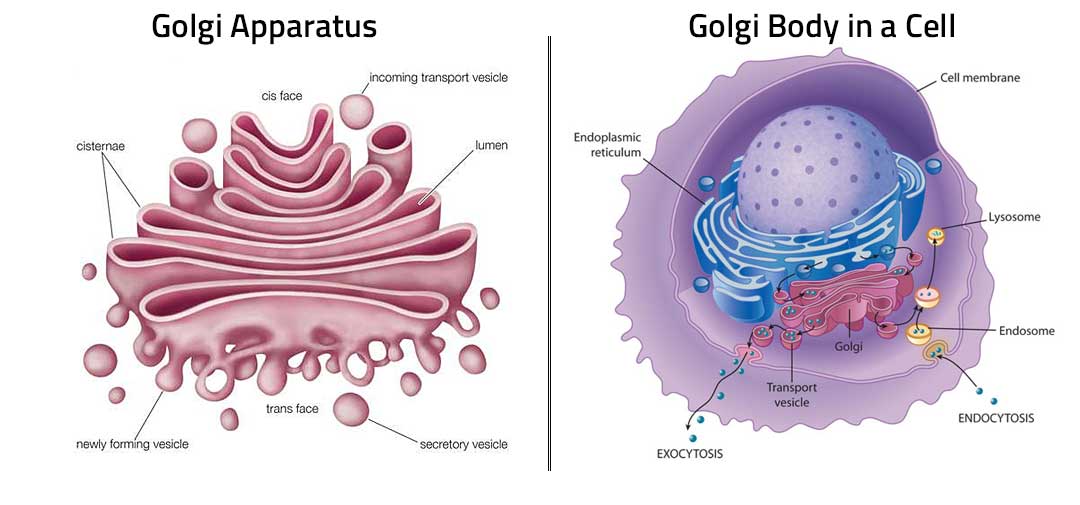 Golgi Apparatus
incoming transport vesicle
cis face
cisternae
lumen
trans face
newly forming vesicle
secretory vesicle
Golgi Body in a Cell
Cell membrane
Endoplasmic
reticulum
Lysosome
Endosome
Golgi
Transport
vesicle
ENDOCYTOSIS
EXOCYTOSIS